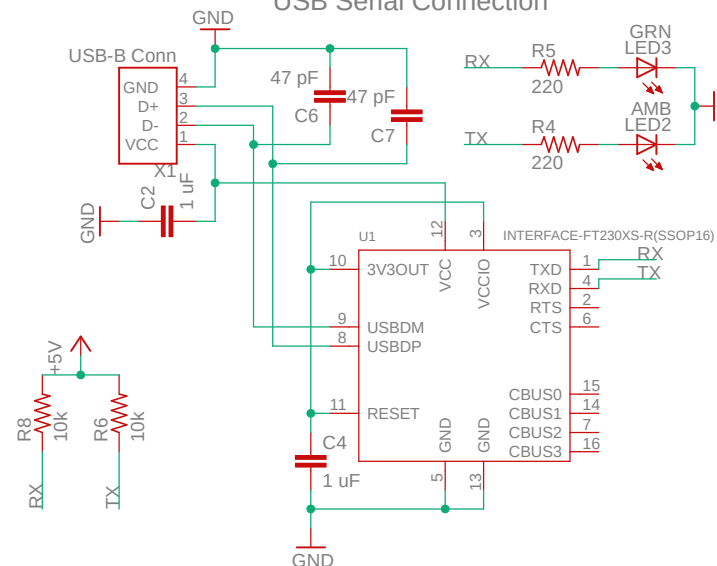 USB Serial Connection
GND
USB-B Conn
GND 4
D+ 3
D- 2
VCC 1
X1
47 pF
C6
47 pF
C7
C2
1 uF
GND
RX
R5
220
GRN
LED3
TX
R4
220
AMB
LED2
U1
INTERFACE-FT230XS-R(SSOP16)
12
VCC
3
VCCIO
10 3V3OUT
9 USBDM
8 USBDP
11 RESET
TXD 1 RX
RXD 4 TX
RTS 2
CTS 6
CBUS0 15
CBUS1 14
CBUS2 7
CBUS3 16
GND
5
GND
13
C4
1 uF
GND
+5V
R8
10k
RX
R6
10k
TX